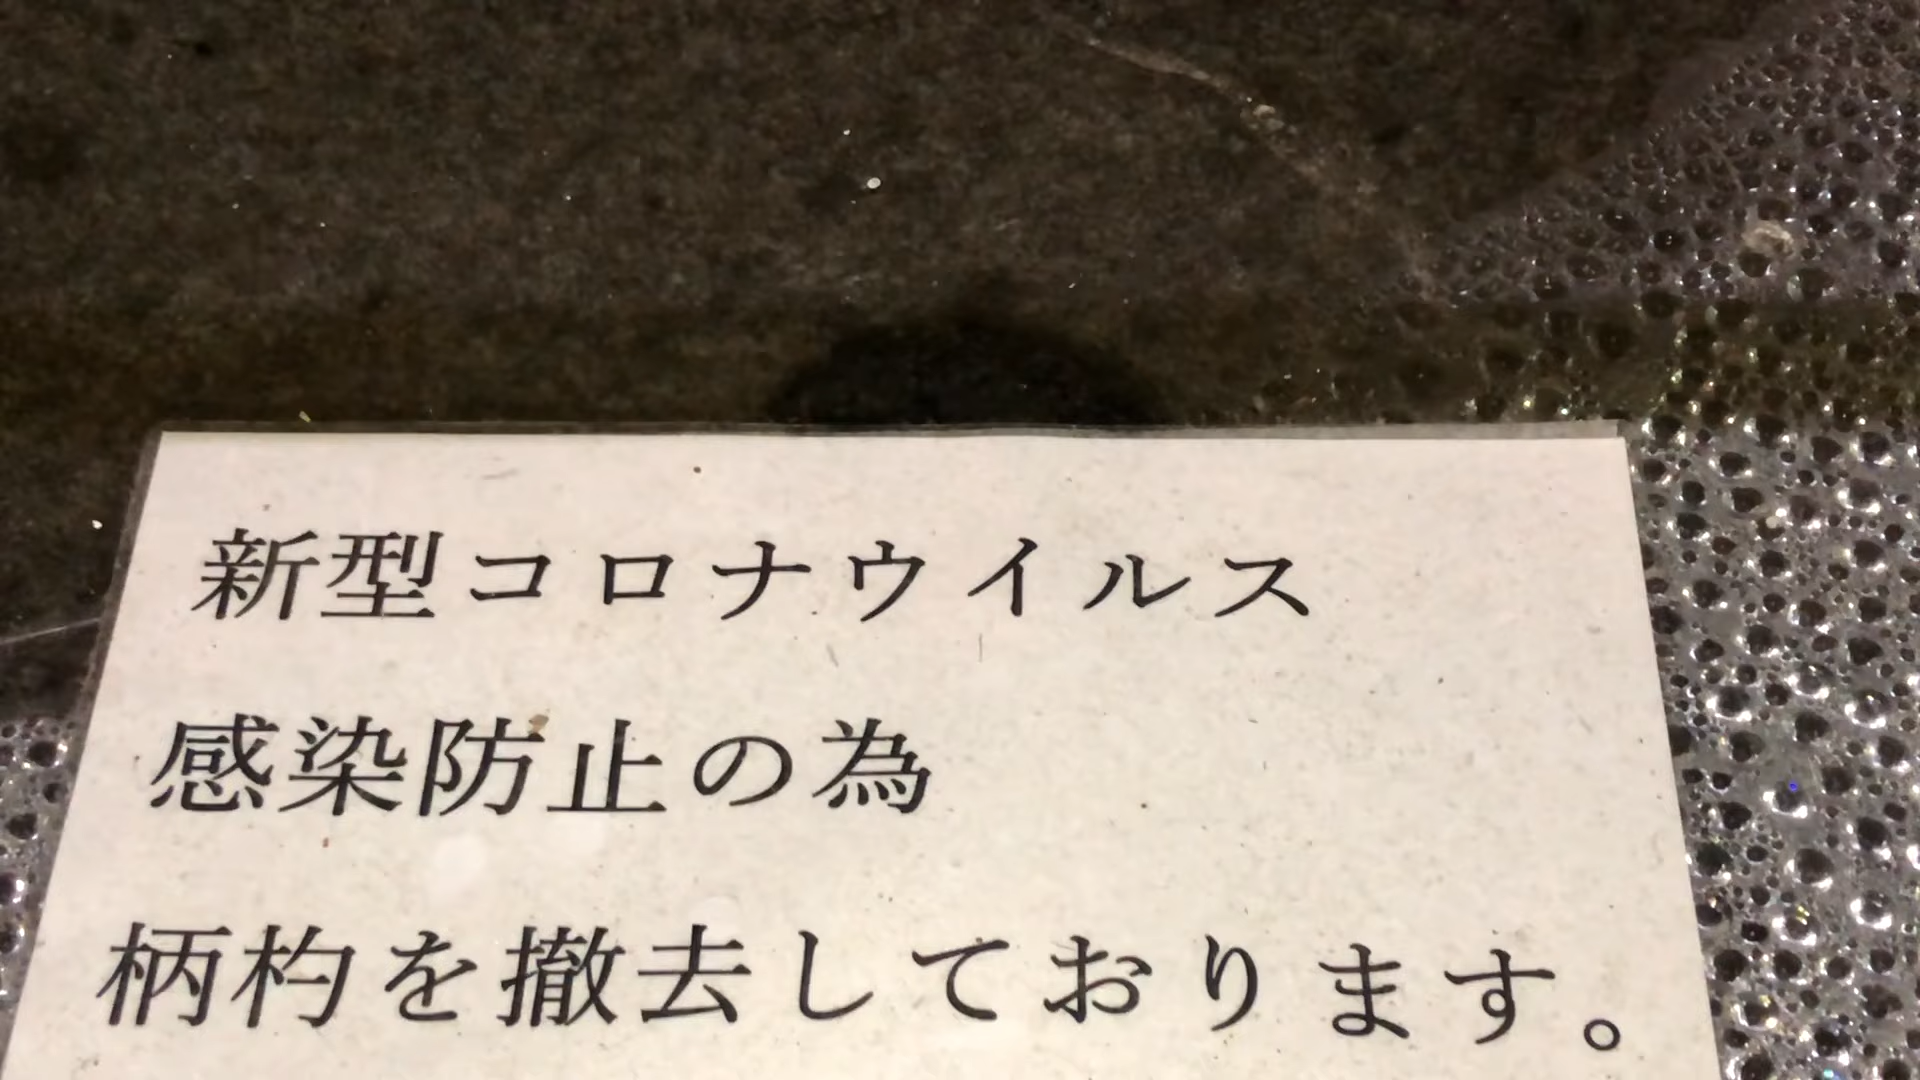 新型コロナウイルス
感染防止の為
柄杓を撤去しております。